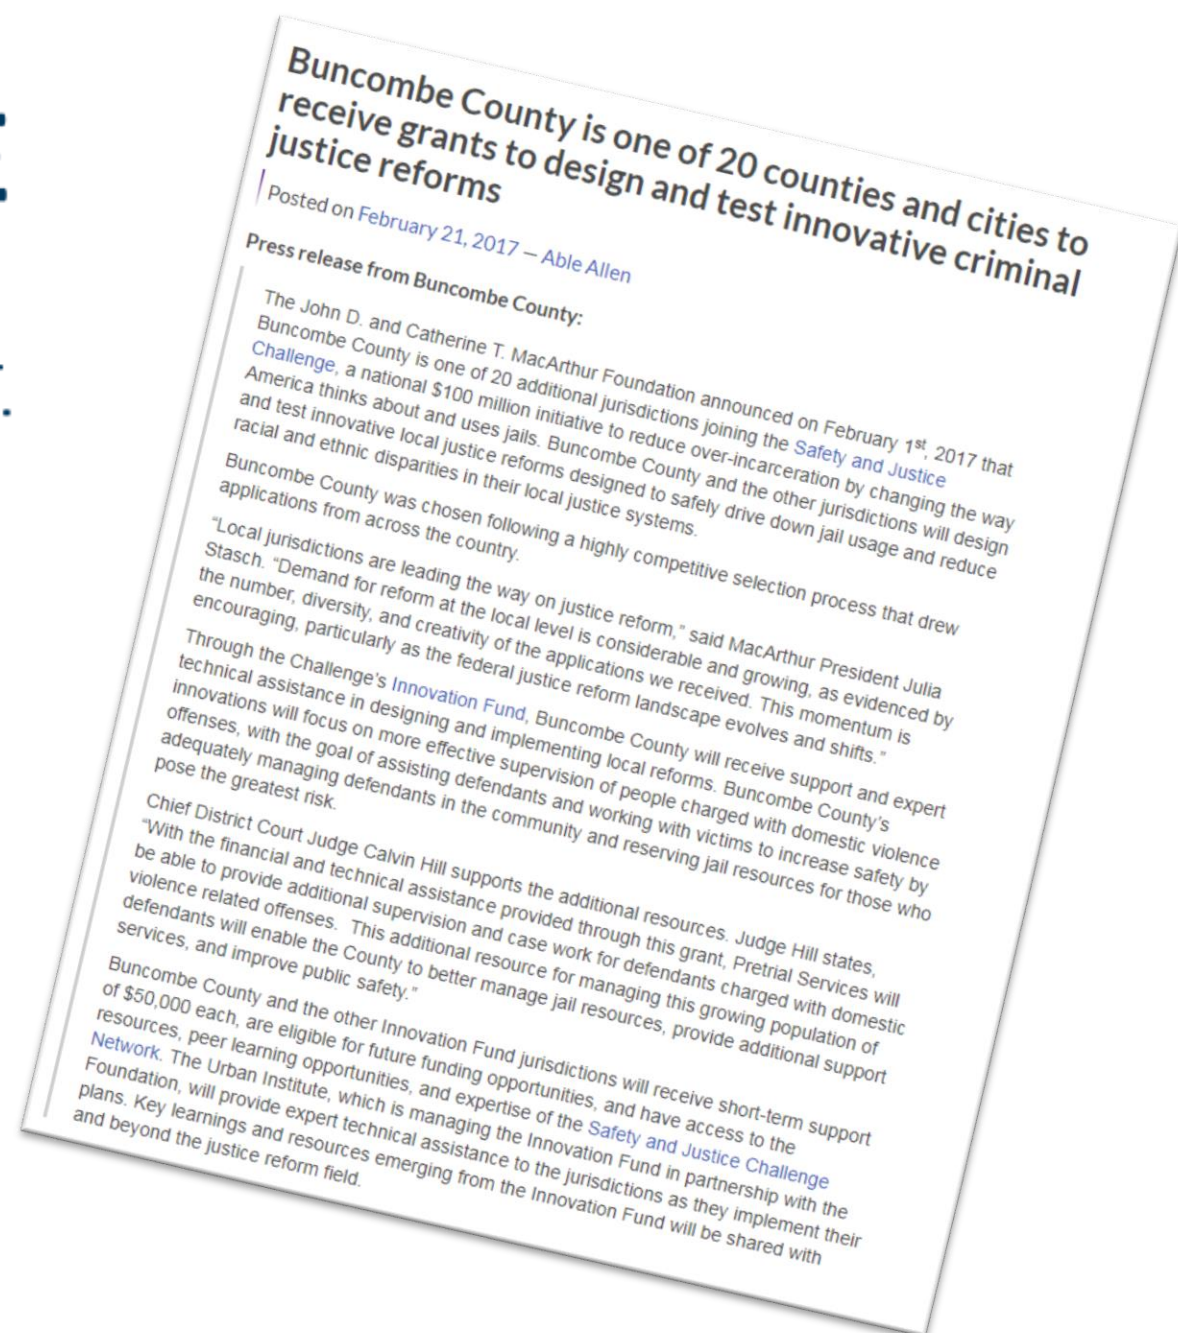 Buncombe County is one of 20 counties and cities to
receive grants to design and test innovative criminal
justice reforms
Posted on February 21, 2017 – Able Allen
Press release from Buncombe County:
The John D. and Catherine T. MacArthur Foundation announced on February 1st, 2017 that
Buncombe County is one of 20 additional jurisdictions joining the Safety and Justice
Challenge, a national $100 million initiative to reduce over-incarceration by changing the way
America thinks about and uses jails. Buncombe County and the other jurisdictions will design
and test innovative local justice reforms designed to safely drive down jail usage and reduce
racial and ethnic disparities in their local justice systems.
Buncombe County was chosen following a highly competitive selection process that drew
applications from across the country.
“Local jurisdictions are leading the way on justice reform,” said MacArthur President Julia
Stasch. “Demand for reform at the local level is considerable and growing, as evidenced by
the number, diversity, and creativity of the applications we received. This momentum is
encouraging, particularly as the federal justice reform landscape evolves and shifts.”
Through the Challenge’s Innovation Fund, Buncombe County will receive support and expert
technical assistance in designing and implementing local reforms. Buncombe County’s
innovations will focus on more effective supervision of people charged with domestic violence
offenses, with the goal of assisting defendants and working with victims to increase safety by
adequately managing defendants in the community and reserving jail resources for those who
pose the greatest risk.
Chief District Court Judge Calvin Hill supports the additional resources. Judge Hill states,
“With the financial and technical assistance provided through this grant, Pretrial Services will
be able to provide additional supervision and case work for defendants charged with domestic
violence related offenses.  This additional resource for managing this growing population of
defendants will enable the County to better manage jail resources, provide additional support
services, and improve public safety.”
Buncombe County and the other Innovation Fund jurisdictions will receive short-term support
of $50,000 each, are eligible for future funding opportunities, and have access to the
resources, peer learning opportunities, and expertise of the Safety and Justice Challenge
Network. The Urban Institute, which is managing the Innovation Fund in partnership with the
Foundation, will provide expert technical assistance to the jurisdictions as they implement their
plans. Key learnings and resources emerging from the Innovation Fund will be shared with
and beyond the justice reform field.